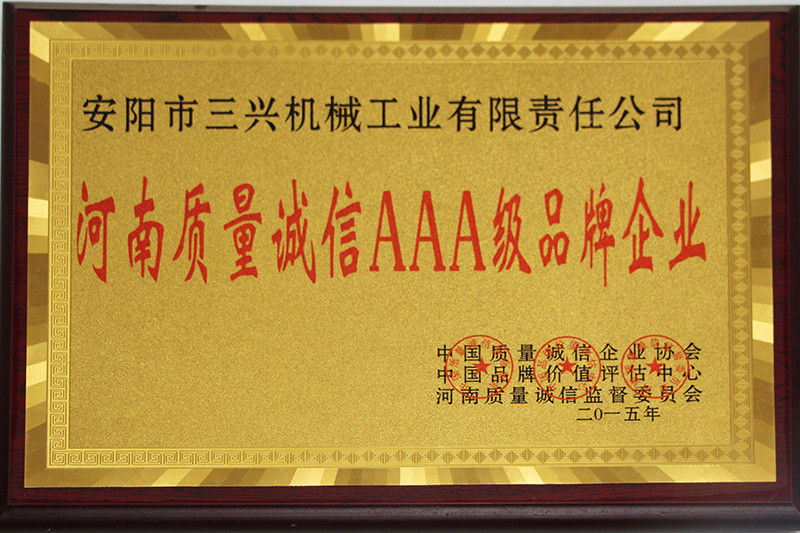 安阳市三兴机械工业有限责任公司
河南质量诚信AAA级品牌企业
中国质量诚信企业协会
中国品牌价值评估中心
河南质量诚信监督委员会
二0一五年